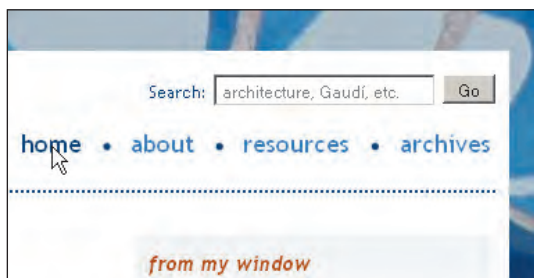 Search: architecture, Gaudí, etc. Go
home • about • resources • archives
from my window